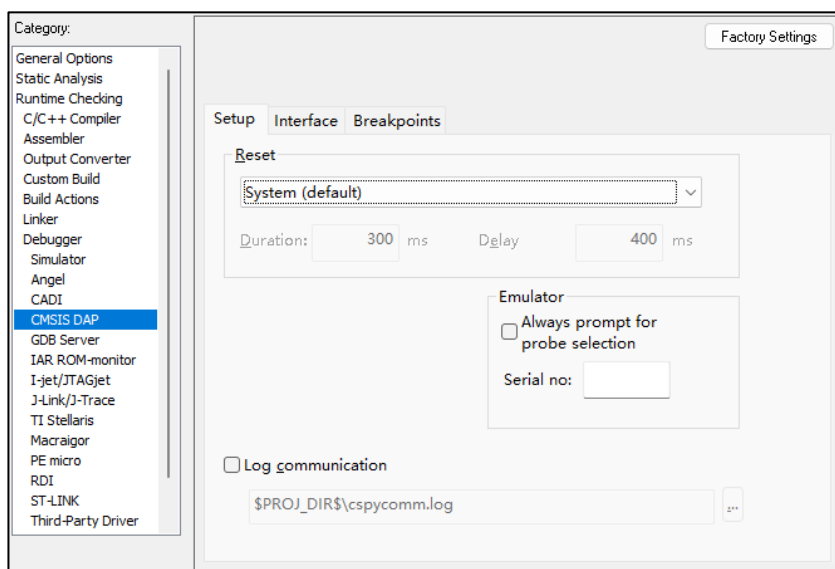 Category:
General Options
Static Analysis
Runtime Checking
C/C++ Compiler
Assembler
Output Converter
Custom Build
Build Actions
Linker
Debugger
Simulator
Angel
CADI
CMSIS DAP
GDB Server
IAR ROM-monitor
I-jet/JTAGjet
J-Link/J-Trace
TI Stellaris
Macraigor
PE micro
RDI
ST-LINK
Third-Party Driver
Factory Settings
Setup Interface Breakpoints
Reset
System (default)
Duration: 300 ms Delay 400 ms
Emulator
Always prompt for
probe selection
Serial no:
Log communication
$PROJ_DIR$\cspycomm.log
...